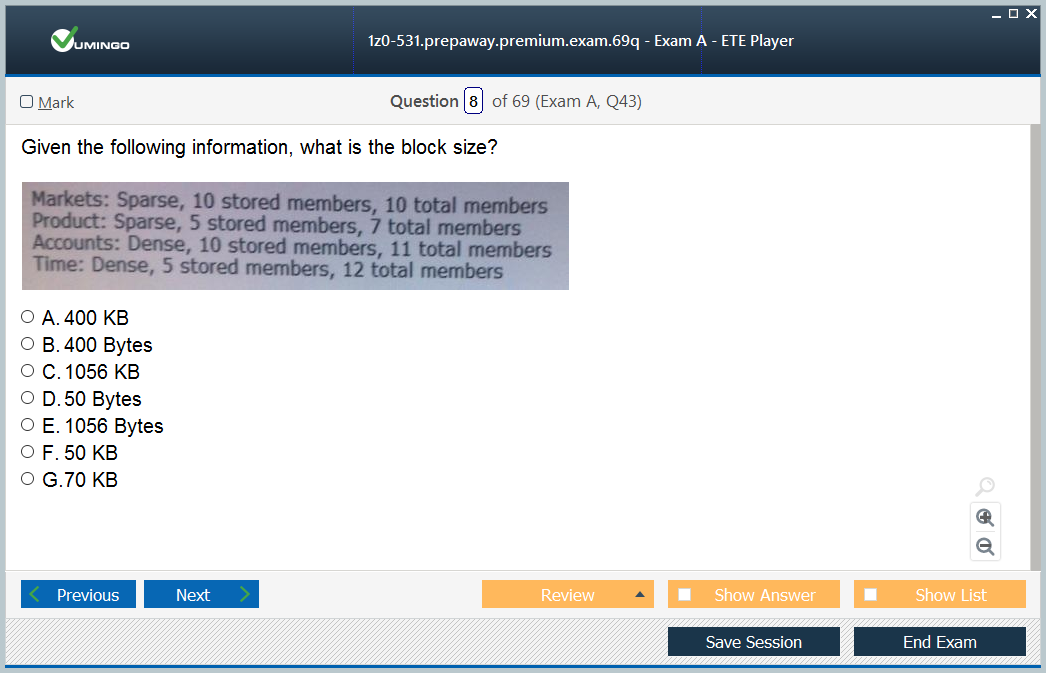 VUMINGO
1z0-531.prepaway.premium.exam.69q - Exam A - ETE Player
Mark
Question 8 of 69 (Exam A, Q43)
Given the following information, what is the block size?
Markets: Sparse, 10 stored members, 10 total members
Product: Sparse, 5 stored members, 7 total members
Accounts: Dense, 10 stored members, 11 total members
Time: Dense, 5 stored members, 12 total members
A. 400 KB
B. 400 Bytes
C. 1056 KB
D. 50 Bytes
E. 1056 Bytes
F. 50 KB
G.70 KB
Previous
Next
Review
Show Answer
Show List
Save Session
End Exam